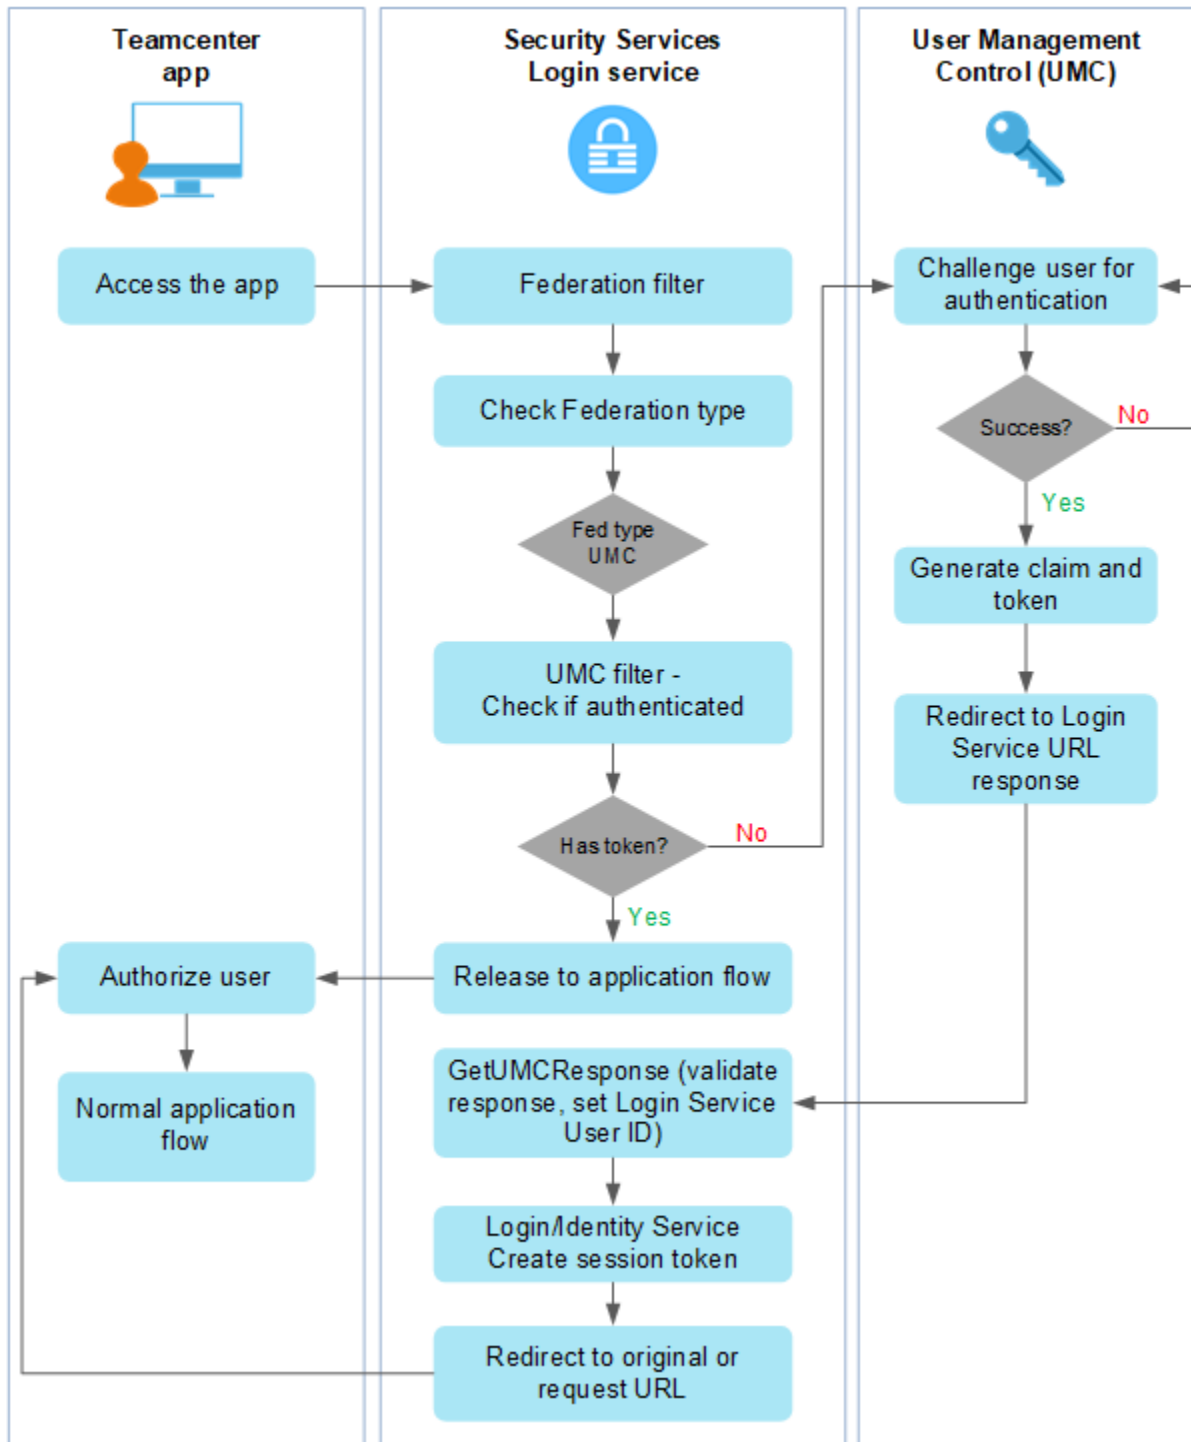 Teamcenter
app
Security Services
Login service
User Management
Control (UMC)
Access the app
Federation filter
Challenge user for
authentication
Check Federation type
Success?
No
Yes
Fed type
UMC
Generate claim and
token
UMC filter -
Check if authenticated
Redirect to Login
Service URL
response
Has token?
No
Yes
Authorize user
Release to application flow
Normal application
flow
GetUMCResponse (validate
response, set Login Service
User ID)
Login/Identity Service
Create session token
Redirect to original or
request URL